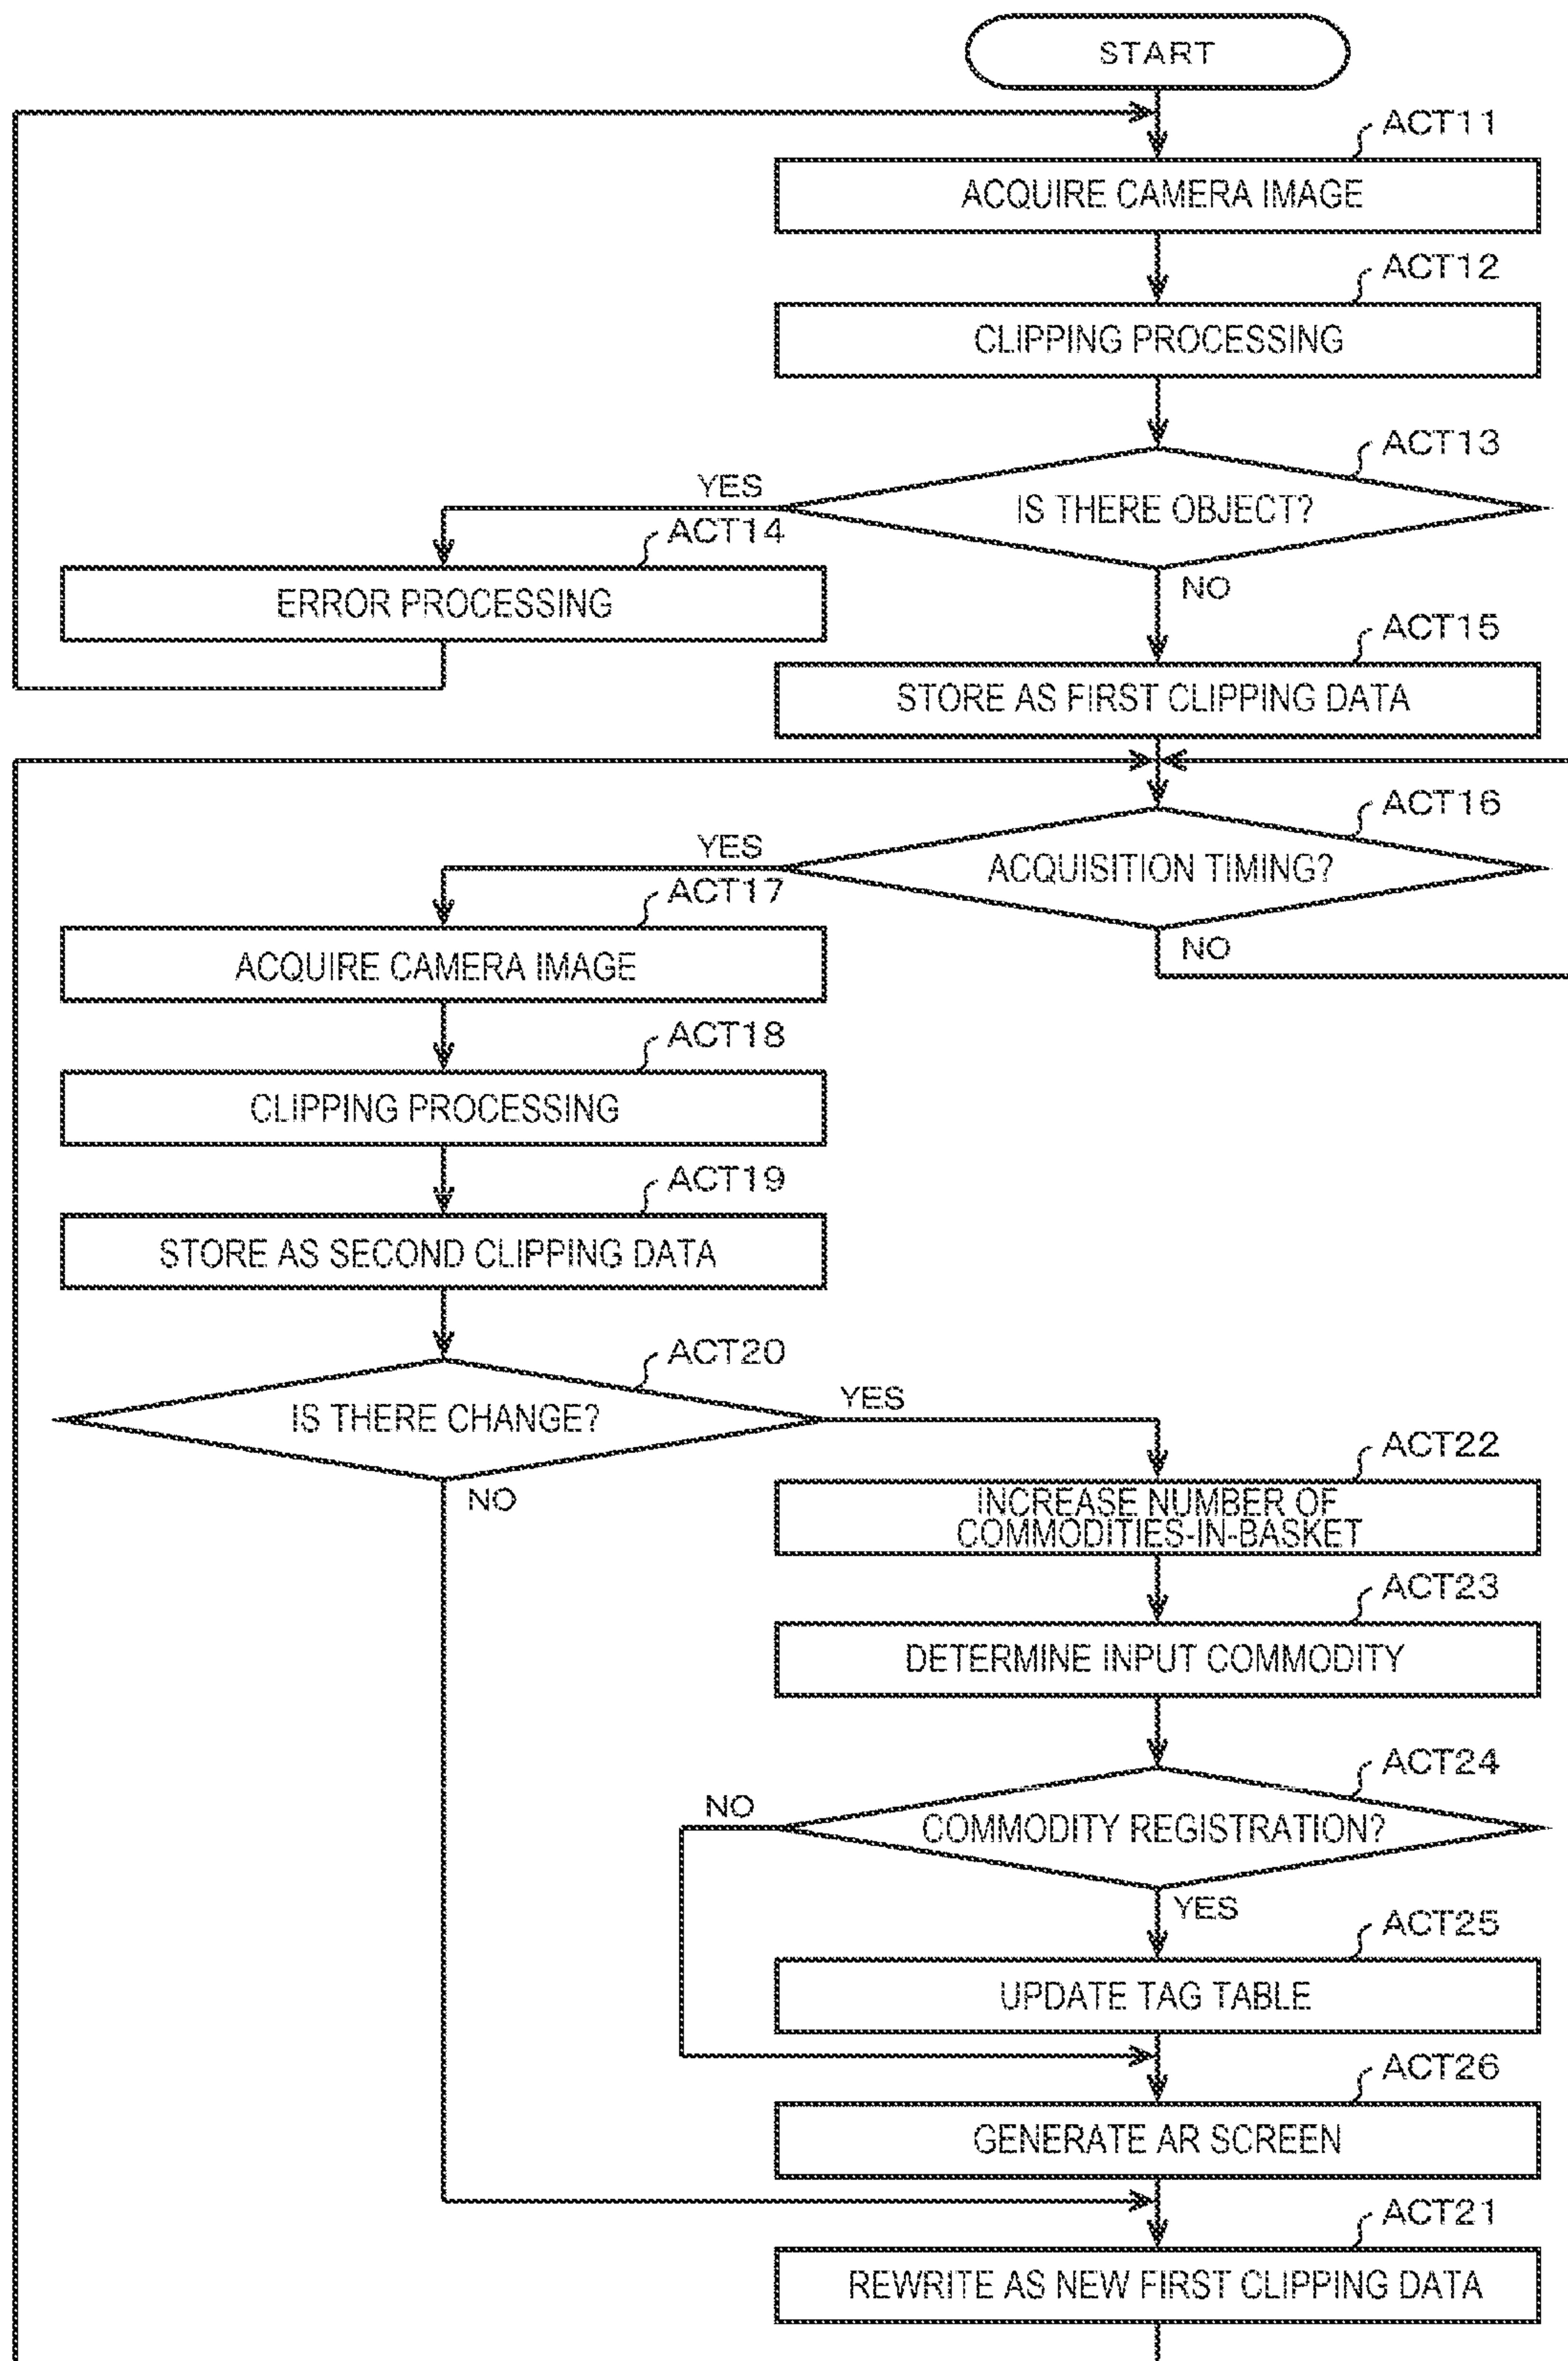 START
ACT11
ACQUIRE CAMERA IMAGE
ACT12
CLIPPING PROCESSING
ACT13
YES
IS THERE OBJECT?
ACT14
NO
ERROR PROCESSING
ACT15
STORE AS FIRST CLIPPING DATA
ACT16
YES
ACQUISITION TIMING?
ACT17
NO
ACQUIRE CAMERA IMAGE
ACT18
CLIPPING PROCESSING
ACT19
STORE AS SECOND CLIPPING DATA
ACT20
YES
IS THERE CHANGE?
ACT22
NO
INCREASE NUMBER OF
COMMODITIES-IN-BASKET
ACT23
DETERMINE INPUT COMMODITY
ACT24
NO
COMMODITY REGISTRATION?
YES
ACT25
UPDATE TAG TABLE
ACT26
GENERATE AR SCREEN
ACT21
REWRITE AS NEW FIRST CLIPPING DATA